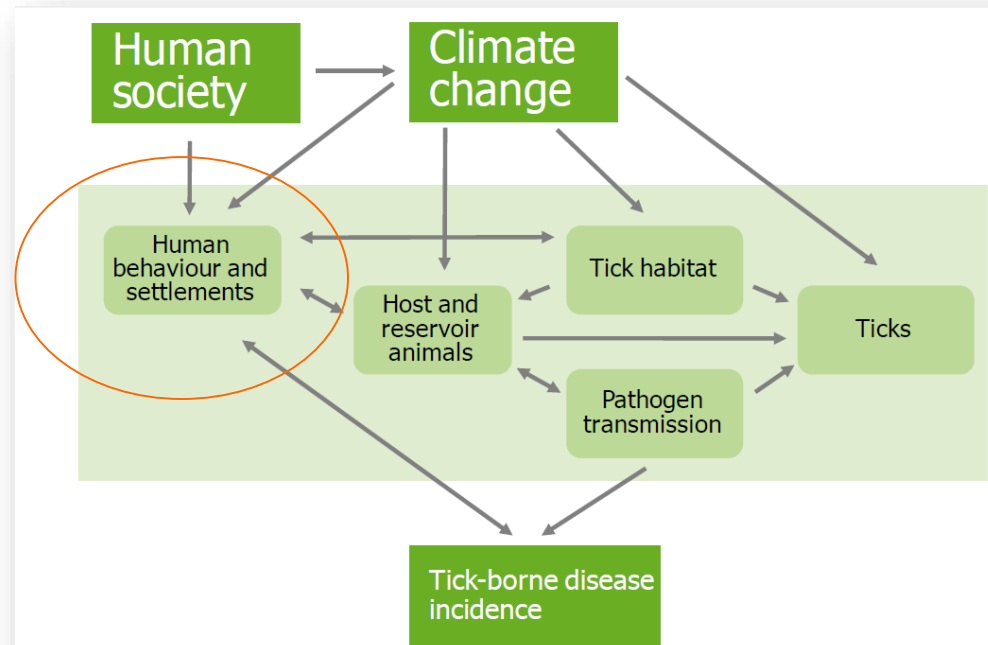 Human
society
Climate
change
Human
behaviour and
settlements
Tick habitat
Host and
reservoir
animals
Ticks
Pathogen
transmission
Tick-borne disease
incidence